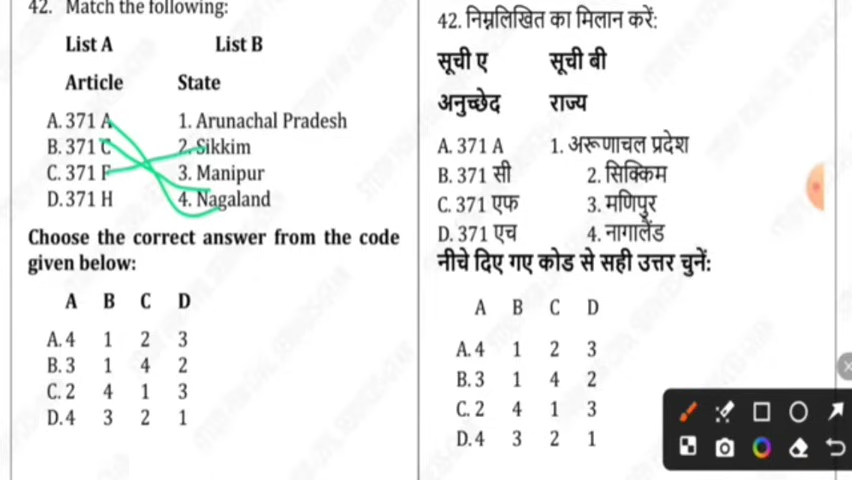 42. Match the following:
List A List B
Article State
A. 371 A 1. Arunachal Pradesh
B. 371 C 2. Sikkim
C. 371 F 3. Manipur
D. 371 H 4. Nagaland
Choose the correct answer from the code
given below:
A B C D
A. 4 1 2 3
B. 3 1 4 2
C. 2 4 1 3
D. 4 3 2 1
42. निम्नलिखित का मिलान करें:
सूची ए सूची बी
अनुच्छेद राज्य
A. 371 A 1. अरूणाचल प्रदेश
B. 371 सी 2. सिक्किम
C. 371 एफ 3. मणिपुर
D. 371 एच 4. नागालैंड
नीचे दिए गए कोड से सही उत्तर चुनें:
A B C D
A. 4 1 2 3
B. 3 1 4 2
C. 2 4 1 3
D. 4 3 2 1